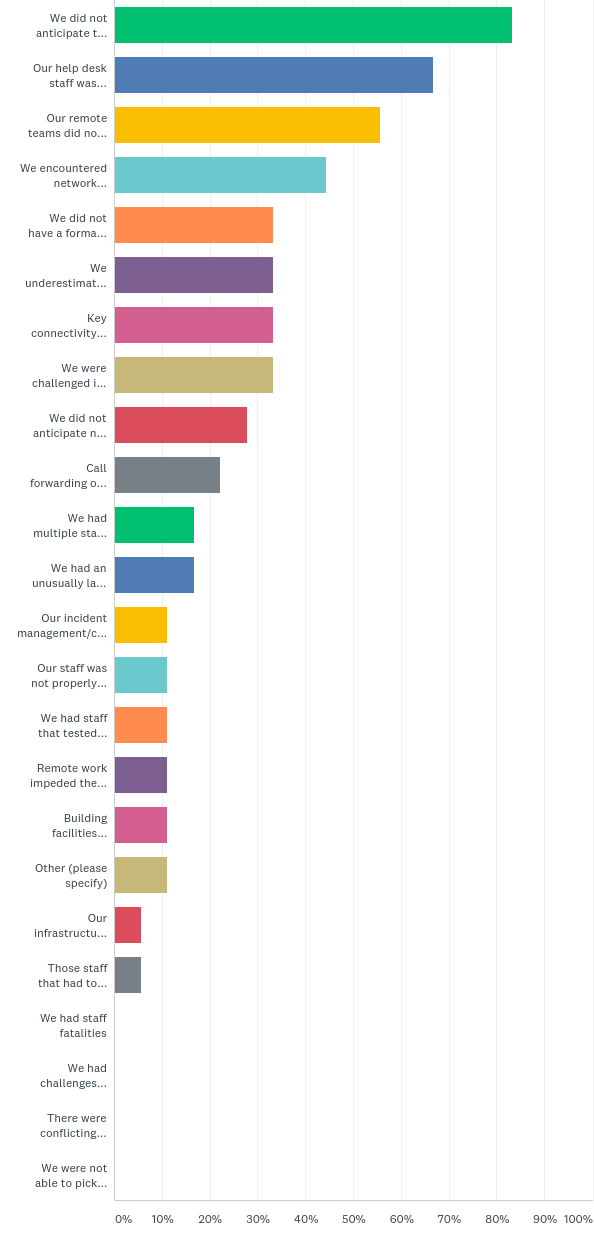 We did not
anticipate t...
Our help desk
staff was...
Our remote
teams did no...
We encountered
network...
We did not
have a forma...
We
underestimat...
Key
connectivity...
We were
challenged i...
We did not
anticipate n...
Call
forwarding o...
We had
multiple sta...
We had an
unusually la...
Our incident
management/c...
Our staff was
not properly...
We had staff
that tested...
Remote work
impeded the...
Building
facilities...
Other (please
specify)
Our
infrastructu...
Those staff
that had to...
We had staff
fatalities
We had
challenges...
There were
conflicting...
We were not
able to pick...
0% 10% 20% 30% 40% 50% 60% 70% 80% 90% 100%